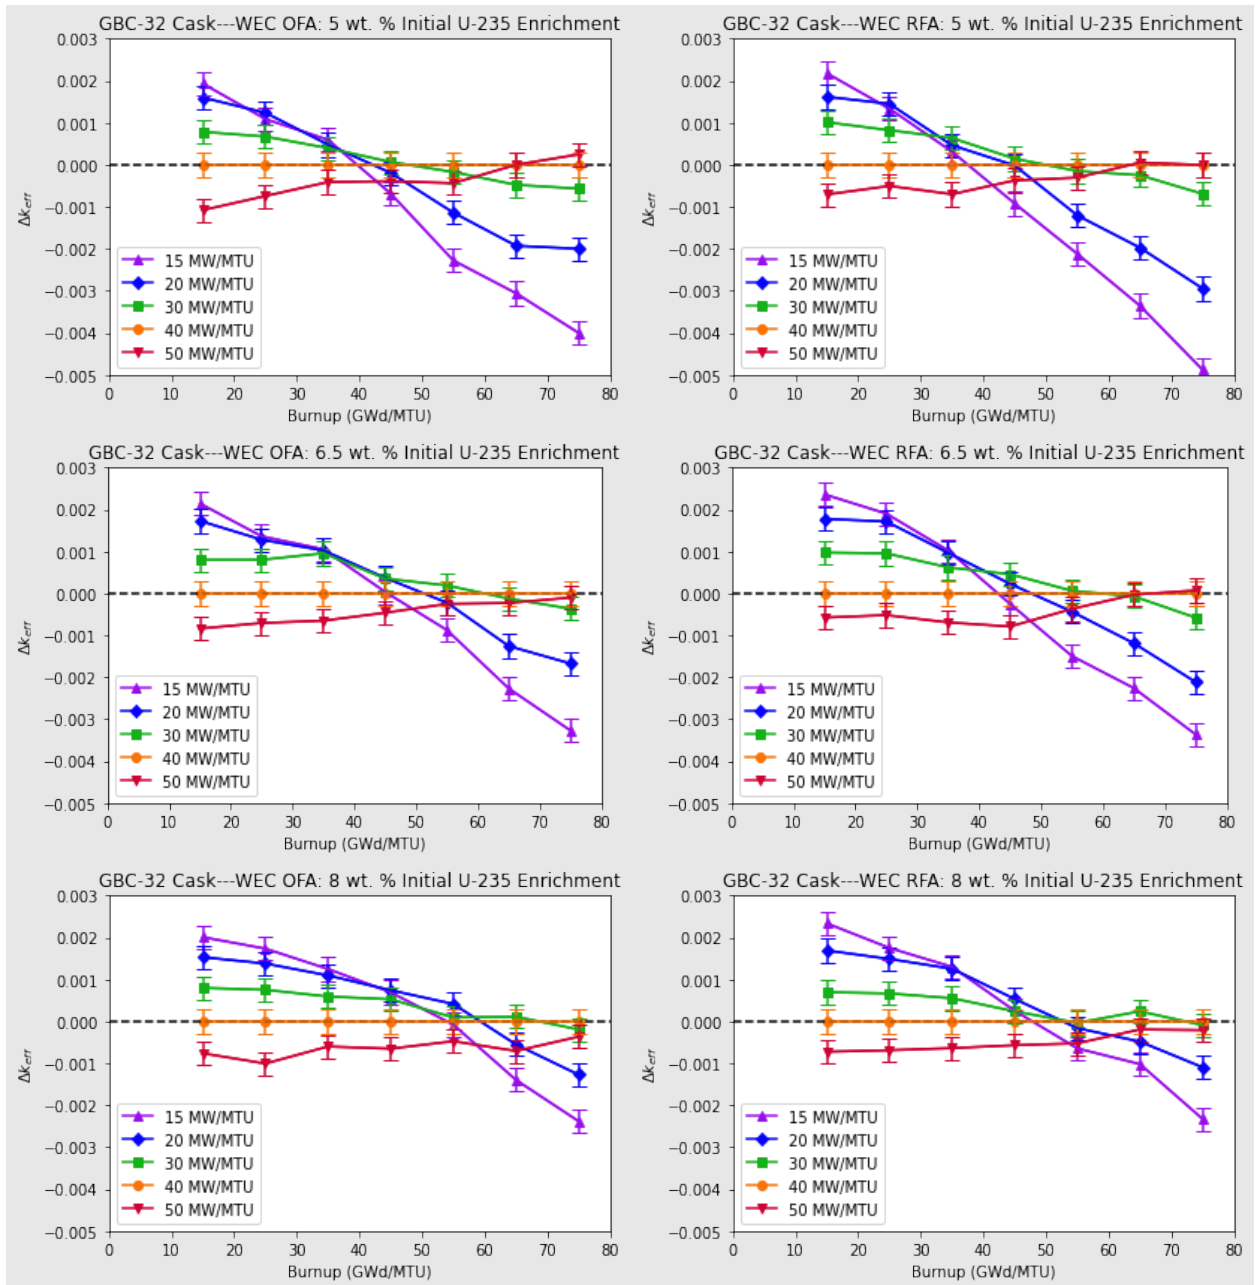 GBC-32 Cask---WEC OFA: 5 wt. % Initial U-235 Enrichment
0.003
0.002
0.001
0.000
−0.001
−0.002
−0.003
−0.004
−0.005
Δkeff
15 MW/MTU
20 MW/MTU
30 MW/MTU
40 MW/MTU
50 MW/MTU
0 10 20 30 40 50 60 70 80
Burnup (GWd/MTU)
GBC-32 Cask---WEC RFA: 5 wt. % Initial U-235 Enrichment
0.003
0.002
0.001
0.000
−0.001
−0.002
−0.003
−0.004
−0.005
Δkeff
15 MW/MTU
20 MW/MTU
30 MW/MTU
40 MW/MTU
50 MW/MTU
0 10 20 30 40 50 60 70 80
Burnup (GWd/MTU)
GBC-32 Cask---WEC OFA: 6.5 wt. % Initial U-235 Enrichment
0.003
0.002
0.001
0.000
−0.001
−0.002
−0.003
−0.004
−0.005
Δkeff
15 MW/MTU
20 MW/MTU
30 MW/MTU
40 MW/MTU
50 MW/MTU
0 10 20 30 40 50 60 70 80
Burnup (GWd/MTU)
GBC-32 Cask---WEC RFA: 6.5 wt. % Initial U-235 Enrichment
0.003
0.002
0.001
0.000
−0.001
−0.002
−0.003
−0.004
−0.005
Δkeff
15 MW/MTU
20 MW/MTU
30 MW/MTU
40 MW/MTU
50 MW/MTU
0 10 20 30 40 50 60 70 80
Burnup (GWd/MTU)
GBC-32 Cask---WEC OFA: 8 wt. % Initial U-235 Enrichment
0.003
0.002
0.001
0.000
−0.001
−0.002
−0.003
−0.004
−0.005
Δkeff
15 MW/MTU
20 MW/MTU
30 MW/MTU
40 MW/MTU
50 MW/MTU
0 10 20 30 40 50 60 70 80
Burnup (GWd/MTU)
GBC-32 Cask---WEC RFA: 8 wt. % Initial U-235 Enrichment
0.003
0.002
0.001
0.000
−0.001
−0.002
−0.003
−0.004
−0.005
Δkeff
15 MW/MTU
20 MW/MTU
30 MW/MTU
40 MW/MTU
50 MW/MTU
0 10 20 30 40 50 60 70 80
Burnup (GWd/MTU)